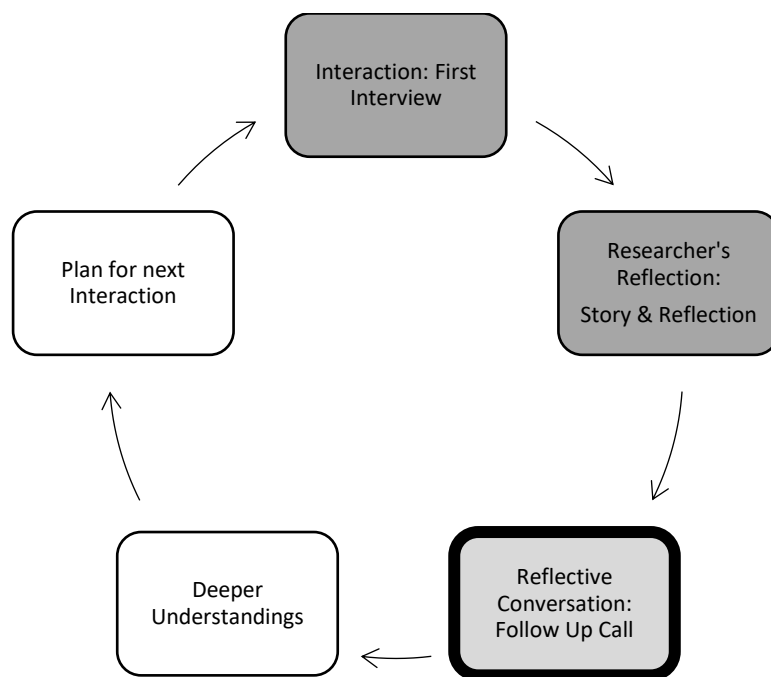 Interaction: First
Interview
Researcher's
Reflection:
Story & Reflection
Reflective
Conversation:
Follow Up Call
Deeper
Understandings
Plan for next
Interaction